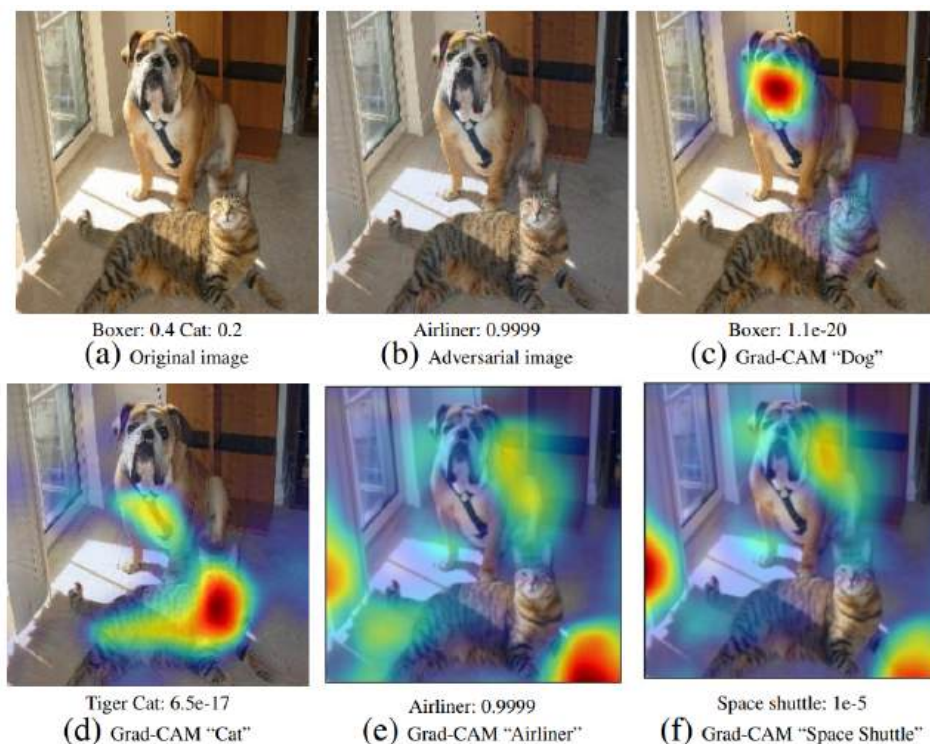 Boxer: 0.4 Cat: 0.2
(a) Original image
Airliner: 0.9999
(b) Adversarial image
Boxer: 1.1e-20
(c) Grad-CAM “Dog”
Tiger Cat: 6.5e-17
(d) Grad-CAM “Cat”
Airliner: 0.9999
(e) Grad-CAM “Airliner”
Space shuttle: 1e-5
(f) Grad-CAM “Space Shuttle”